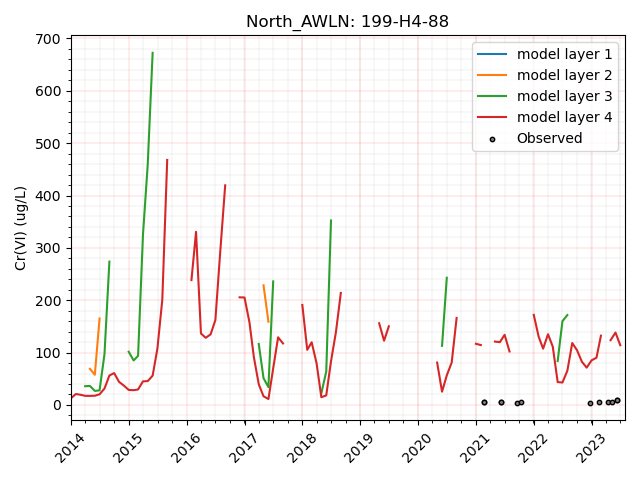 North_AWLN: 199-H4-88
model layer 1
model layer 2
model layer 3
model layer 4
Observed
Cr(VI) (ug/L)
700
600
500
400
300
200
100
0
2014 2015 2016 2017 2018 2019 2020 2021 2022 2023